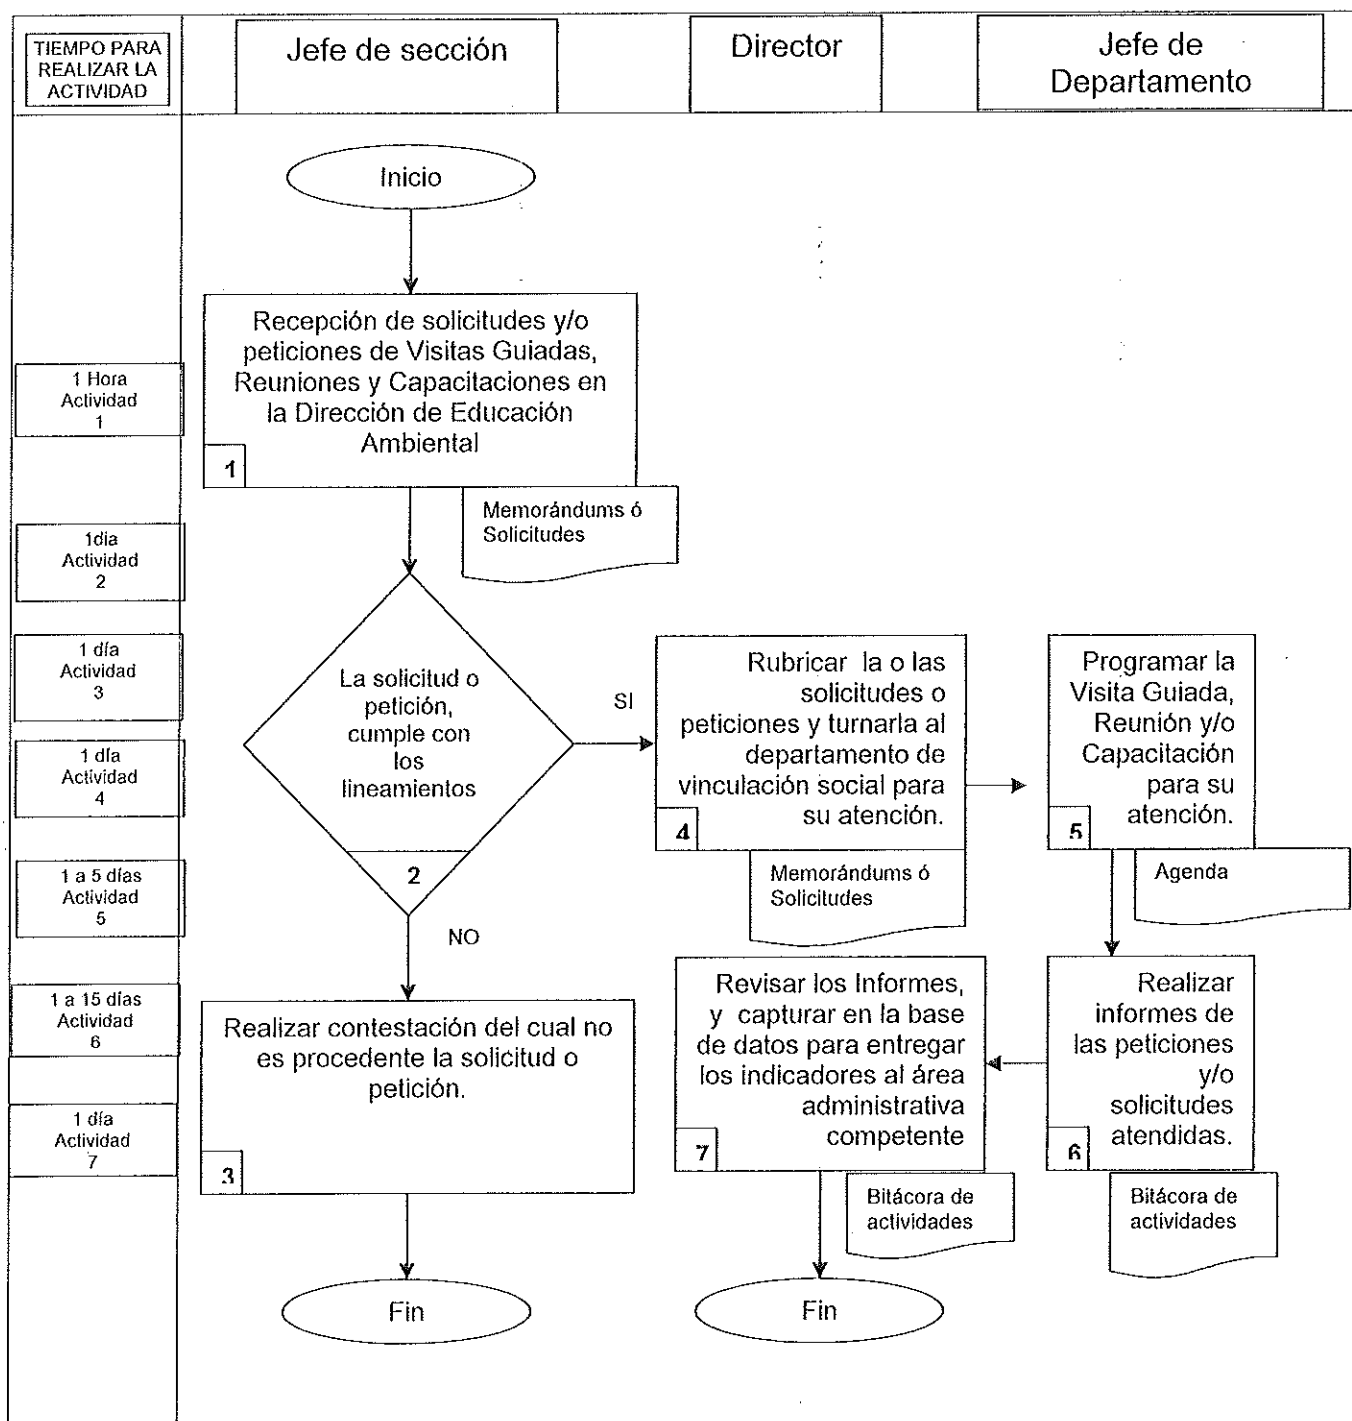 TIEMPO PARA
REALIZAR LA
ACTIVIDAD
Jefe de sección
Director
Jefe de
Departamento
Inicio
Recepción de solicitudes y/o
peticiones de Visitas Guiadas,
Reuniones y Capacitaciones en
la Dirección de Educación
Ambiental
1
Memorándums ó
Solicitudes
1 Hora
Actividad
1
1dia
Actividad
2
1 día
Actividad
3
1 día
Actividad
4
1 a 5 días
Actividad
5
1 a 15 días
Actividad
6
1 día
Actividad
7
La solicitud o
petición,
cumple con
los
lineamientos
2
SI
NO
Rubricar la o las
solicitudes o
peticiones y turnarla al
departamento de
vinculación social para
su atención.
4
Memorándums ó
Solicitudes
Programar la
Visita Guiada,
Reunión y/o
Capacitación
para su
atención.
5
Agenda
Realizar contestación del cual no
es procedente la solicitud o
petición.
3
Revisar los Informes,
y capturar en la base
de datos para entregar
los indicadores al área
administrativa
competente
7
Bitácora de
actividades
Realizar
informes de
las peticiones
y/o
solicitudes
atendidas.
6
Bitácora de
actividades
Fin
Fin